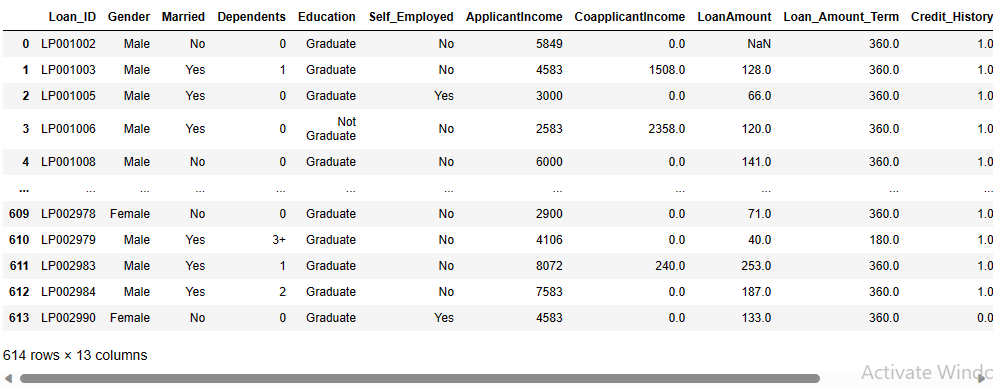 Loan_ID Gender Married Dependents Education Self_Employed ApplicantIncome CoapplicantIncome LoanAmount Loan_Amount_Term Credit_History
0 LP001002 Male No 0 Graduate No 5849 0.0 NaN 360.0 1.0
1 LP001003 Male Yes 1 Graduate No 4583 1508.0 128.0 360.0 1.0
2 LP001005 Male Yes 0 Graduate Yes 3000 0.0 66.0 360.0 1.0
3 LP001006 Male Yes 0 Not Graduate No 2583 2358.0 120.0 360.0 1.0
4 LP001008 Male No 0 Graduate No 6000 0.0 141.0 360.0 1.0
... ... ... ... ... ... ... ... ... ... ... ...
609 LP002978 Female No 0 Graduate No 2900 0.0 71.0 360.0 1.0
610 LP002979 Male Yes 3+ Graduate No 4106 0.0 40.0 180.0 1.0
611 LP002983 Male Yes 1 Graduate No 8072 240.0 253.0 360.0 1.0
612 LP002984 Male Yes 2 Graduate No 7583 0.0 187.0 360.0 1.0
613 LP002990 Female No 0 Graduate Yes 4583 0.0 133.0 360.0 0.0
614 rows × 13 columns
Activate Windo